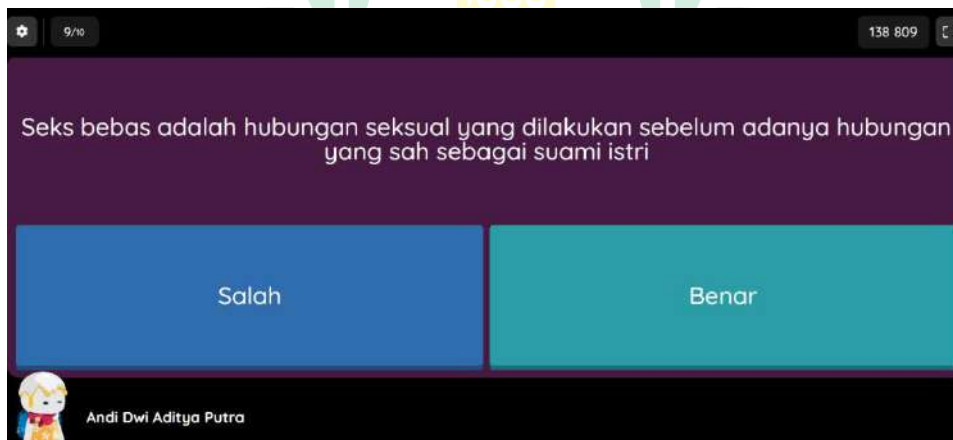 9/10
138 809
Seks bebas adalah hubungan seksual yang dilakukan sebelum adanya hubungan
yang sah sebagai suami istri
Salah
Benar
Andi Dwi Aditya Putra